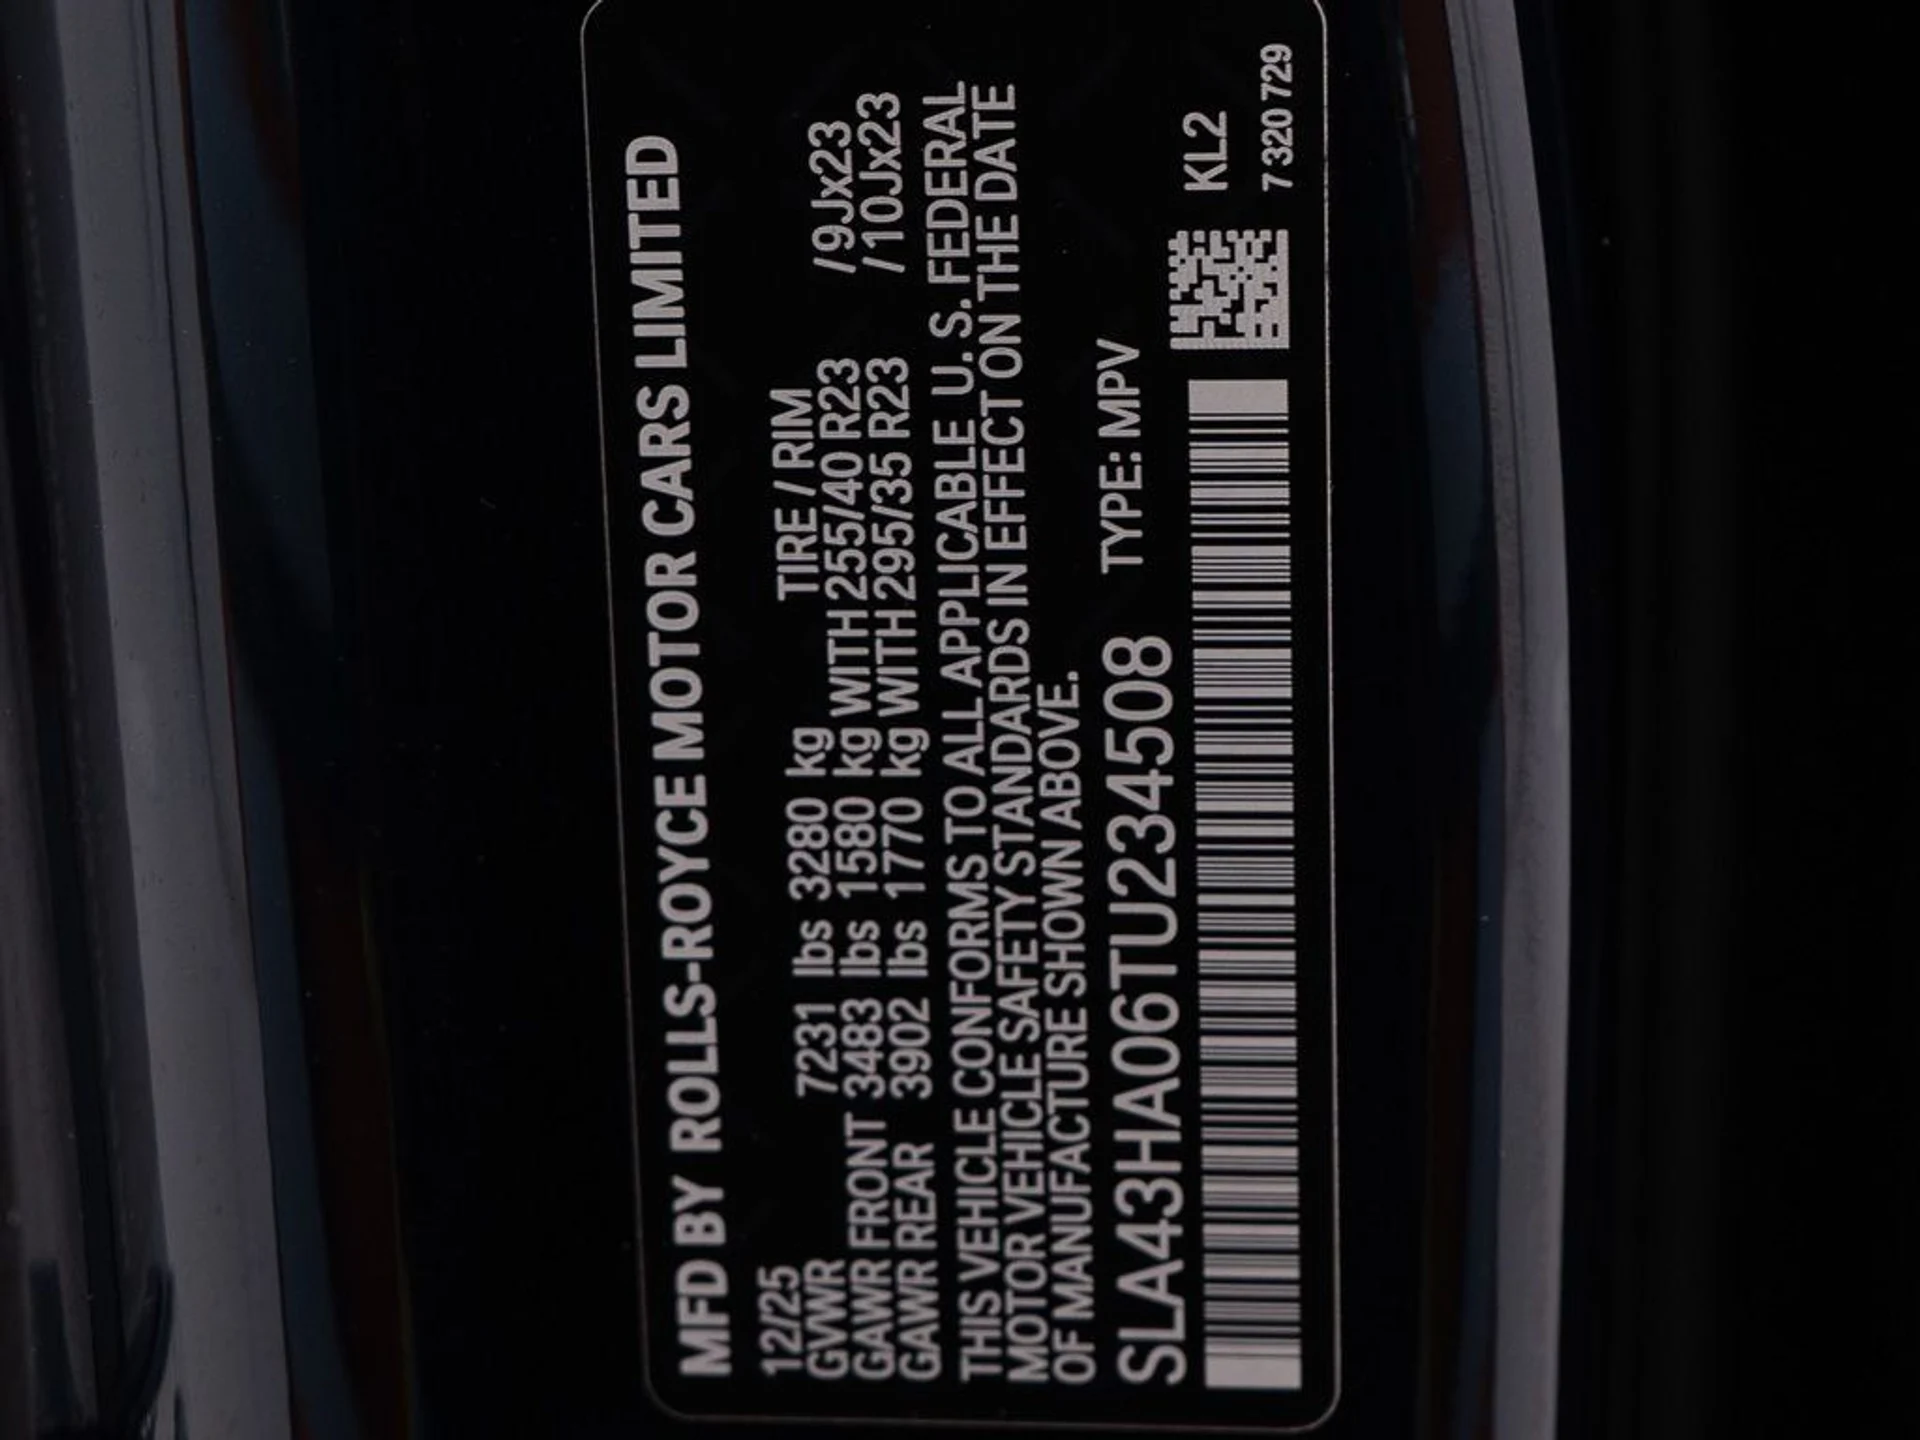 MFD BY ROLLS-ROYCE MOTOR CARS LIMITED
12/25 TIRE / RIM
GVWR 7231 lbs 3280 kg
GAWR FRONT 3483 lbs 1580 kg WITH 255/40 R23 /9Jx23
GAWR REAR 3902 lbs 1770 kg WITH 295/35 R23 /10Jx23
THIS VEHICLE CONFORMS TO ALL APPLICABLE U. S. FEDERAL
MOTOR VEHICLE SAFETY STANDARDS IN EFFECT ON THE DATE
OF MANUFACTURE SHOWN ABOVE.
SLA43HA06TU234508 TYPE: MPV
KL2
7 320 729